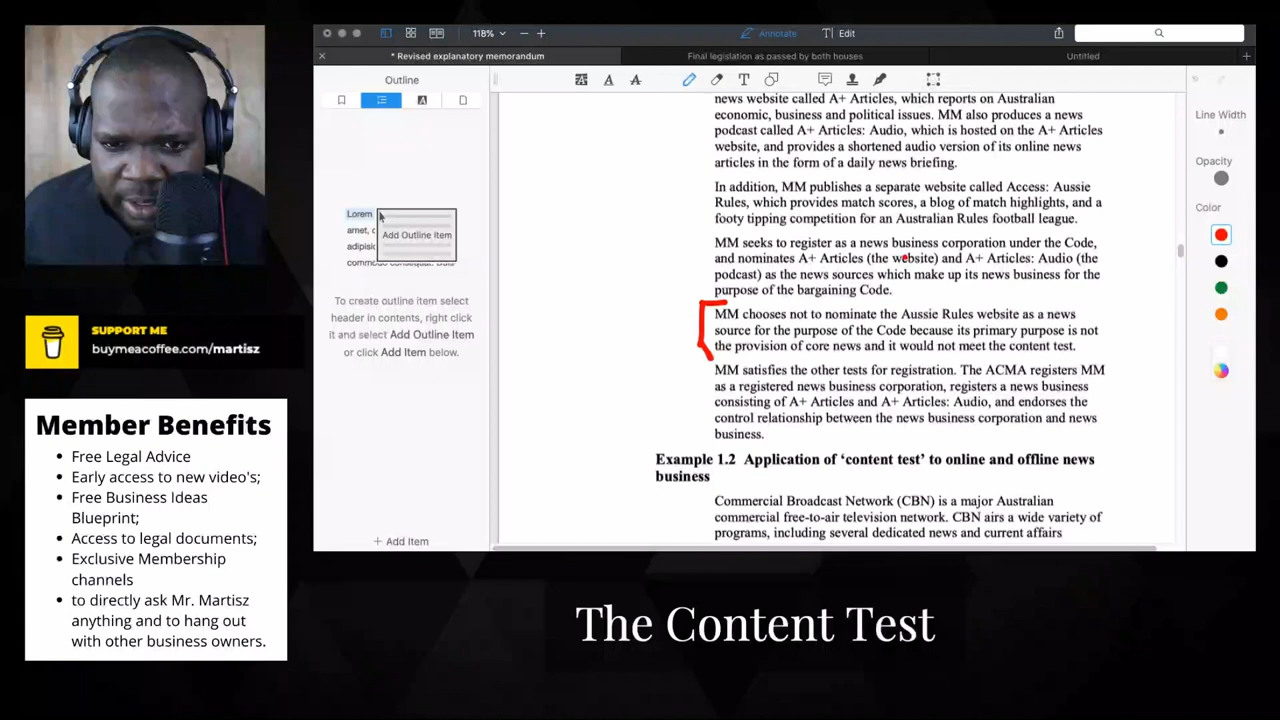 118%
Annotate
Edit
* Revised explanatory memorandum
Final legislation as passed by both houses
Untitled
Outline
Lorem
amet, c
adipisi
Add Outline Item
To create outline item select
header in contents, right click
it and select Add Outline Item
or click Add Item below.
+ Add Item
news website called A+ Articles, which reports on Australian
economic, business and political issues. MM also produces a news
podcast called A+ Articles: Audio, which is hosted on the A+ Articles
website, and provides a shortened audio version of its online news
articles in the form of a daily news briefing.
In addition, MM publishes a separate website called Access: Aussie
Rules, which provides match scores, a blog of match highlights, and a
footy tipping competition for an Australian Rules football league.
MM seeks to register as a news business corporation under the Code,
and nominates A+ Articles (the website) and A+ Articles: Audio (the
podcast) as the news sources which make up its news business for the
purpose of the bargaining Code.
MM chooses not to nominate the Aussie Rules website as a news
source for the purpose of the Code because its primary purpose is not
the provision of core news and it would not meet the content test.
MM satisfies the other tests for registration. The ACMA registers MM
as a registered news business corporation, registers a news business
consisting of A+ Articles and A+ Articles: Audio, and endorses the
control relationship between the news business corporation and news
business.
Example 1.2 Application of ‘content test’ to online and offline news
business
Commercial Broadcast Network (CBN) is a major Australian
commercial free-to-air television network. CBN airs a wide variety of
programs, including several dedicated news and current affairs
Line Width
Opacity
Color
SUPPORT ME
buymeacoffee.com/martisz
Member Benefits
• Free Legal Advice
• Early access to new video's;
• Free Business Ideas
Blueprint;
• Access to legal documents;
• Exclusive Membership
channels
• to directly ask Mr. Martisz
anything and to hang out
with other business owners.
The Content Test